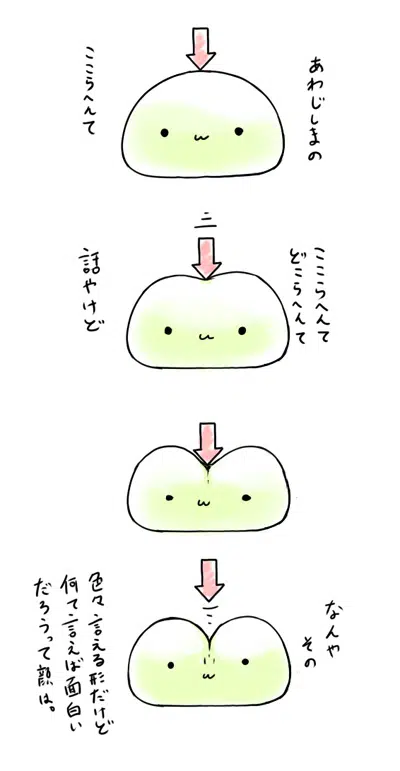 あわじしまの
ここらへんて
ここらへんて
どこらへんて
話やけど
なんや
その
色々言える形だけど
何て言えば面白い
だろうって顔は。